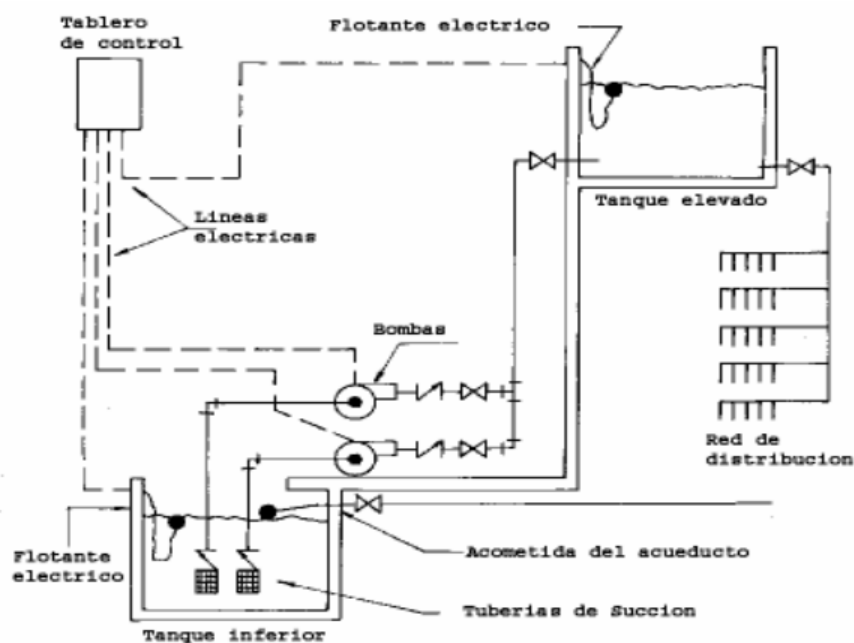 Tablero
de control
Flotante electrico
Lineas
electricas
Tanque elevado
Bombas
Red de
distribucion
Flotante
electrico
Acometida del acueducto
Tuberias de Succion
Tanque inferior